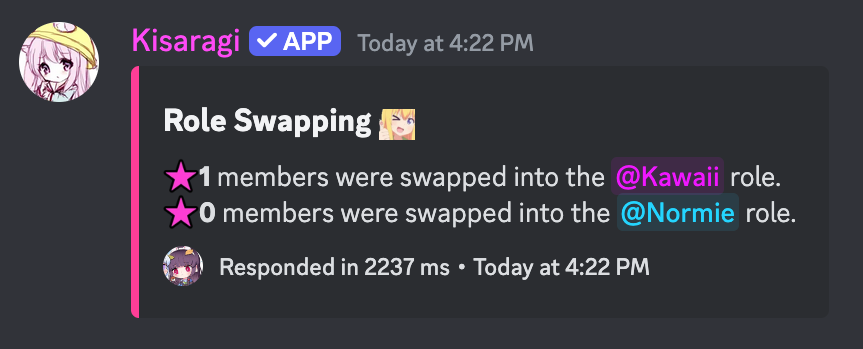 Kisaragi ✓ APP Today at 4:22 PM
Role Swapping
1 members were swapped into the @Kawaii role.
0 members were swapped into the @Normie role.
Responded in 2237 ms • Today at 4:22 PM